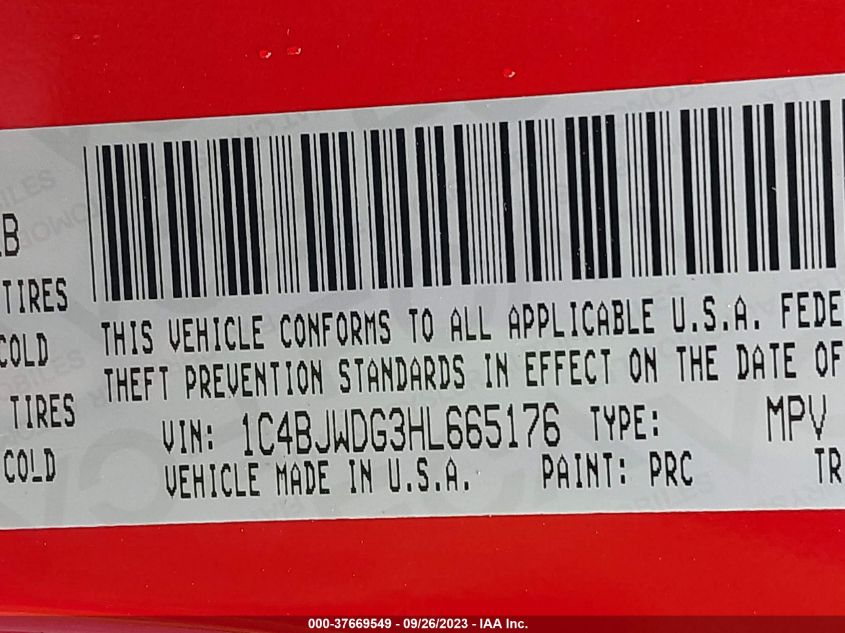 B
TIRES
COLD
TIRES
COLD
THIS VEHICLE CONFORMS TO ALL APPLICABLE U.S.A. FEDE
THEFT PREVENTION STANDARDS IN EFFECT ON THE DATE OF
VIN: 1C4BJWDG3HL665176 TYPE: MPV
VEHICLE MADE IN U.S.A. PAINT: PRC TR
000-37669549 - 09/26/2023 - IAA Inc.